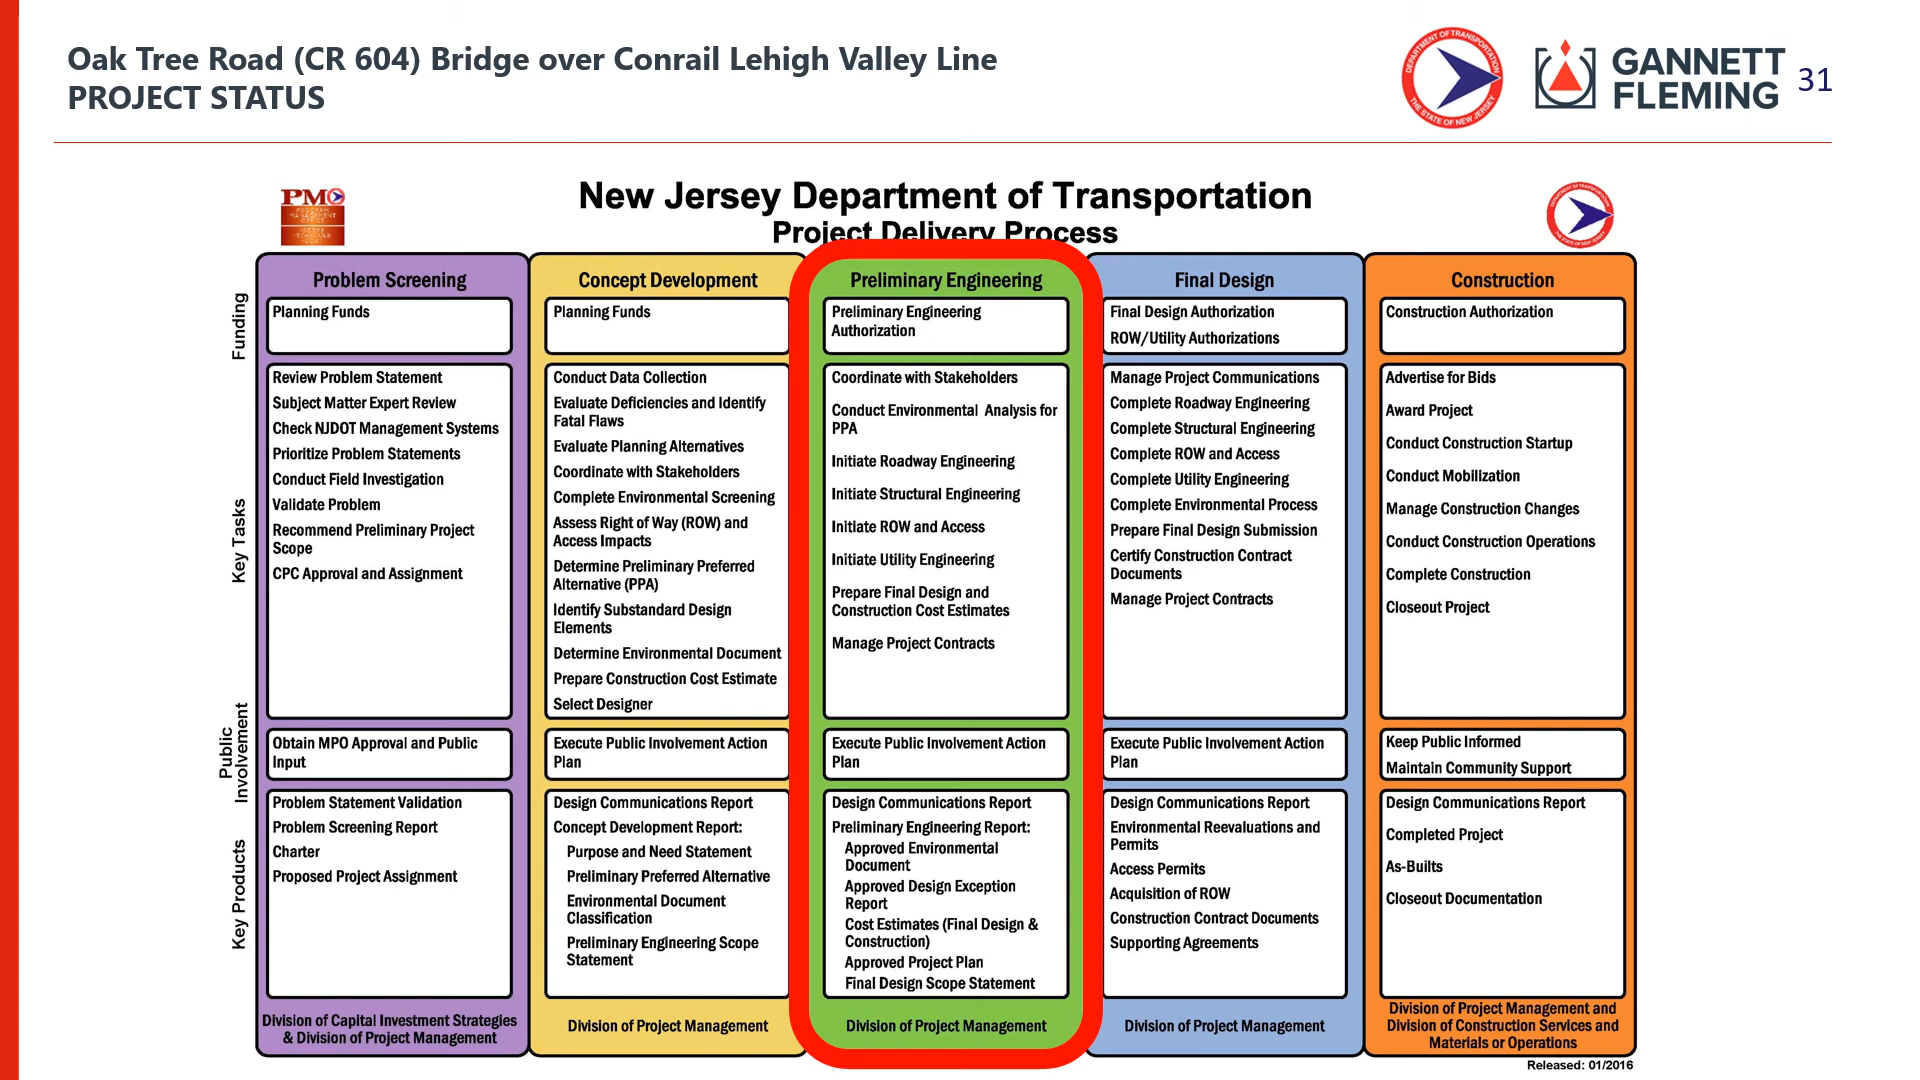 Oak Tree Road (CR 604) Bridge over Conrail Lehigh Valley Line
PROJECT STATUS
DEPARTMENT OF TRANSPORTATION
THE STATE OF NEW JERSEY
GANNETT
FLEMING
31
New Jersey Department of Transportation
Project Delivery Process
PMO
Funding
Key Tasks
Public
Involvement
Key Products
Problem Screening
Planning Funds
Review Problem Statement
Subject Matter Expert Review
Check NJDOT Management Systems
Prioritize Problem Statements
Conduct Field Investigation
Validate Problem
Recommend Preliminary Project
Scope
CPC Approval and Assignment
Obtain MPO Approval and Public
Input
Problem Statement Validation
Problem Screening Report
Charter
Proposed Project Assignment
Division of Capital Investment Strategies
& Division of Project Management
Concept Development
Planning Funds
Conduct Data Collection
Evaluate Deficiencies and Identify
Fatal Flaws
Evaluate Planning Alternatives
Coordinate with Stakeholders
Complete Environmental Screening
Assess Right of Way (ROW) and
Access Impacts
Determine Preliminary Preferred
Alternative (PPA)
Identify Substandard Design
Elements
Determine Environmental Document
Prepare Construction Cost Estimate
Select Designer
Execute Public Involvement Action
Plan
Design Communications Report
Concept Development Report:
Purpose and Need Statement
Preliminary Preferred Alternative
Environmental Document
Classification
Preliminary Engineering Scope
Statement
Division of Project Management
Preliminary Engineering
Preliminary Engineering
Authorization
Coordinate with Stakeholders
Conduct Environmental Analysis for
PPA
Initiate Roadway Engineering
Initiate Structural Engineering
Initiate ROW and Access
Initiate Utility Engineering
Prepare Final Design and
Construction Cost Estimates
Manage Project Contracts
Execute Public Involvement Action
Plan
Design Communications Report
Preliminary Engineering Report:
Approved Environmental
Document
Approved Design Exception
Report
Cost Estimates (Final Design &
Construction)
Approved Project Plan
Final Design Scope Statement
Division of Project Management
Final Design
Final Design Authorization
ROW/Utility Authorizations
Manage Project Communications
Complete Roadway Engineering
Complete Structural Engineering
Complete ROW and Access
Complete Utility Engineering
Complete Environmental Process
Prepare Final Design Submission
Certify Construction Contract
Documents
Manage Project Contracts
Execute Public Involvement Action
Plan
Design Communications Report
Environmental Reevaluations and
Permits
Access Permits
Acquisition of ROW
Construction Contract Documents
Supporting Agreements
Division of Project Management
Construction
Construction Authorization
Advertise for Bids
Award Project
Conduct Construction Startup
Conduct Mobilization
Manage Construction Changes
Conduct Construction Operations
Complete Construction
Closeout Project
Keep Public Informed
Maintain Community Support
Design Communications Report
Completed Project
As-Builts
Closeout Documentation
Division of Project Management and
Division of Construction Services and
Materials or Operations
Released: 01/2016